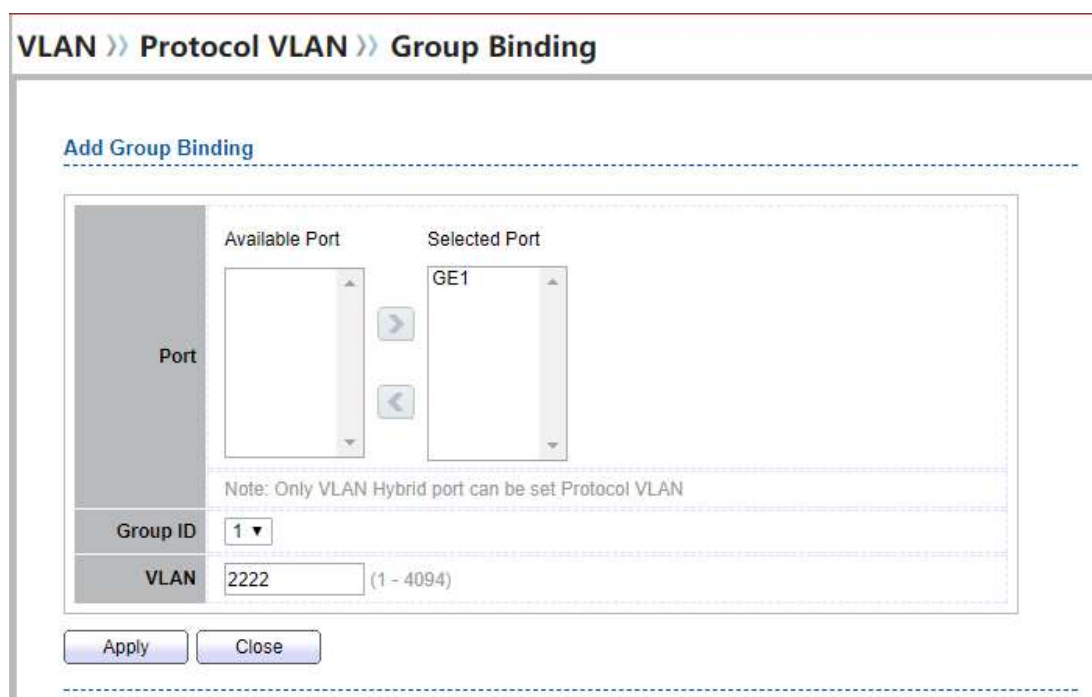 VLAN 》 Protocol VLAN 》 Group Binding
Add Group Binding
Available Port Selected Port
GE1
Port
Note: Only VLAN Hybrid port can be set Protocol VLAN
Group ID 1
VLAN 2222 (1 - 4094)
Apply Close